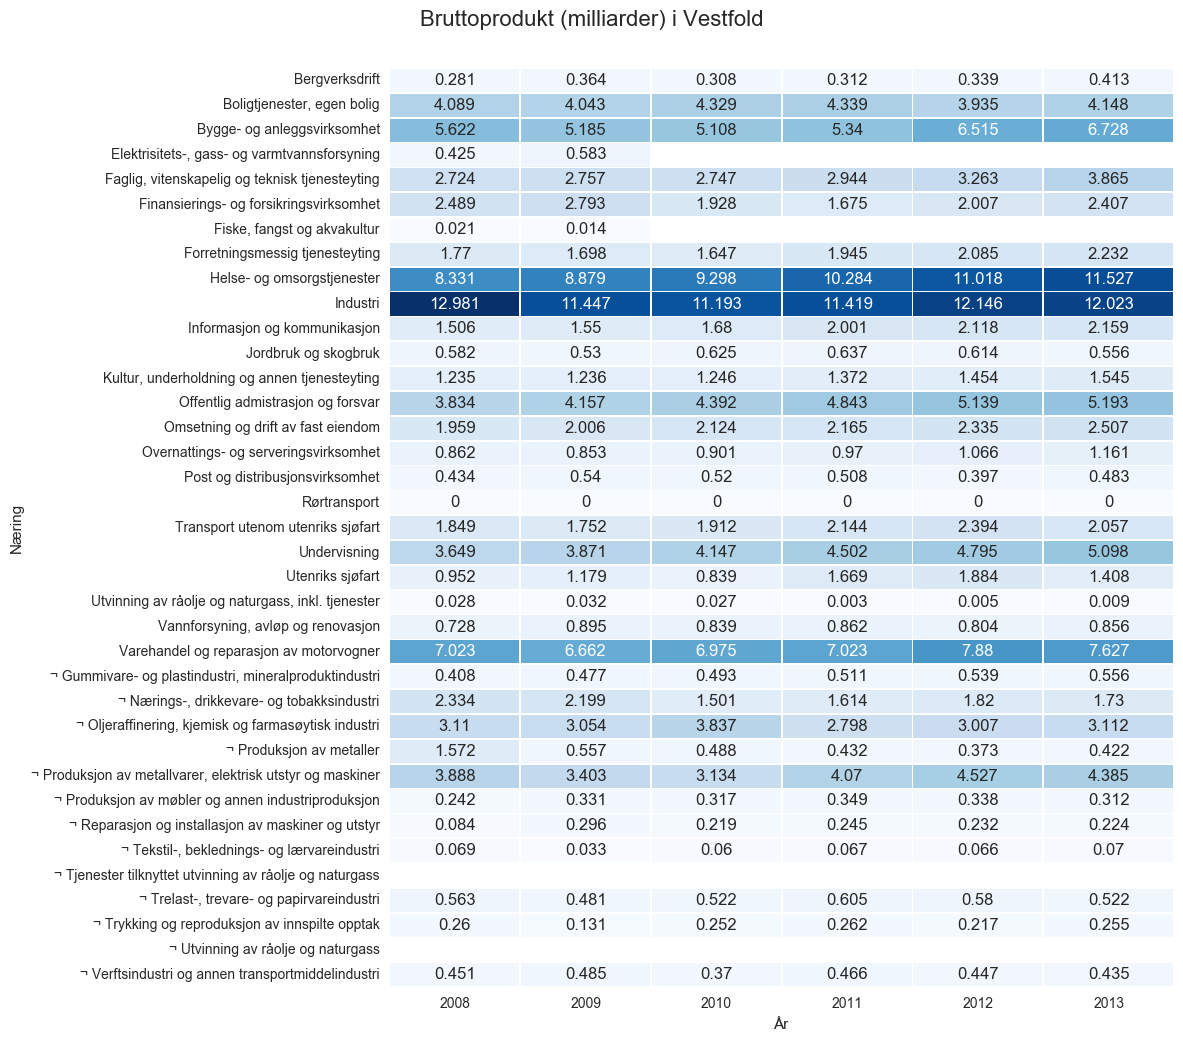 Bruttoprodukt (milliarder) i Vestfold
Bergverksdrift 0.281 0.364 0.308 0.312 0.339 0.413
Boligtjenester, egen bolig 4.089 4.043 4.329 4.339 3.935 4.148
Bygge- og anleggsvirksomhet 5.622 5.185 5.108 5.34 6.515 6.728
Elektrisitets-, gass- og varmtvannsforsyning 0.425 0.583
Faglig, vitenskapelig og teknisk tjenesteyting 2.724 2.757 2.747 2.944 3.263 3.865
Finansierings- og forsikringsvirksomhet 2.489 2.793 1.928 1.675 2.007 2.407
Fiske, fangst og akvakultur 0.021 0.014
Forretningsmessig tjenesteyting 1.77 1.698 1.647 1.945 2.085 2.232
Helse- og omsorgstjenester 8.331 8.879 9.298 10.284 11.018 11.527
Industri 12.981 11.447 11.193 11.419 12.146 12.023
Informasjon og kommunikasjon 1.506 1.55 1.68 2.001 2.118 2.159
Jordbruk og skogbruk 0.582 0.53 0.625 0.637 0.614 0.556
Kultur, underholdning og annen tjenesteyting 1.235 1.236 1.246 1.372 1.454 1.545
Offentlig admistrasjon og forsvar 3.834 4.157 4.392 4.843 5.139 5.193
Omsetning og drift av fast eiendom 1.959 2.006 2.124 2.165 2.335 2.507
Overnattings- og serveringsvirksomhet 0.862 0.853 0.901 0.97 1.066 1.161
Post og distribusjonsvirksomhet 0.434 0.54 0.52 0.508 0.397 0.483
Rørtransport 0 0 0 0 0 0
Transport utenom utenriks sjøfart 1.849 1.752 1.912 2.144 2.394 2.057
Undervisning 3.649 3.871 4.147 4.502 4.795 5.098
Utenriks sjøfart 0.952 1.179 0.839 1.669 1.884 1.408
Utvinning av råolje og naturgass, inkl. tjenester 0.028 0.032 0.027 0.003 0.005 0.009
Vannforsyning, avløp og renovasjon 0.728 0.895 0.839 0.862 0.804 0.856
Varehandel og reparasjon av motorvogner 7.023 6.662 6.975 7.023 7.88 7.627
¬ Gummivare- og plastindustri, mineralproduktindustri 0.408 0.477 0.493 0.511 0.539 0.556
¬ Nærings-, drikkevare- og tobakksindustri 2.334 2.199 1.501 1.614 1.82 1.73
¬ Oljeraffinering, kjemisk og farmasøytisk industri 3.11 3.054 3.837 2.798 3.007 3.112
¬ Produksjon av metaller 1.572 0.557 0.488 0.432 0.373 0.422
¬ Produksjon av metallvarer, elektrisk utstyr og maskiner 3.888 3.403 3.134 4.07 4.527 4.385
¬ Produksjon av møbler og annen industriproduksjon 0.242 0.331 0.317 0.349 0.338 0.312
¬ Reparasjon og installasjon av maskiner og utstyr 0.084 0.296 0.219 0.245 0.232 0.224
¬ Tekstil-, beklednings- og lærvareindustri 0.069 0.033 0.06 0.067 0.066 0.07
¬ Tjenester tilknyttet utvinning av råolje og naturgass
¬ Trelast-, trevare- og papirvareindustri 0.563 0.481 0.522 0.605 0.58 0.522
¬ Trykking og reproduksjon av innspilte opptak 0.26 0.131 0.252 0.262 0.217 0.255
¬ Utvinning av råolje og naturgass
¬ Verftsindustri og annen transportmiddelindustri 0.451 0.485 0.37 0.466 0.447 0.435
2008 2009 2010 2011 2012 2013
År
Næring